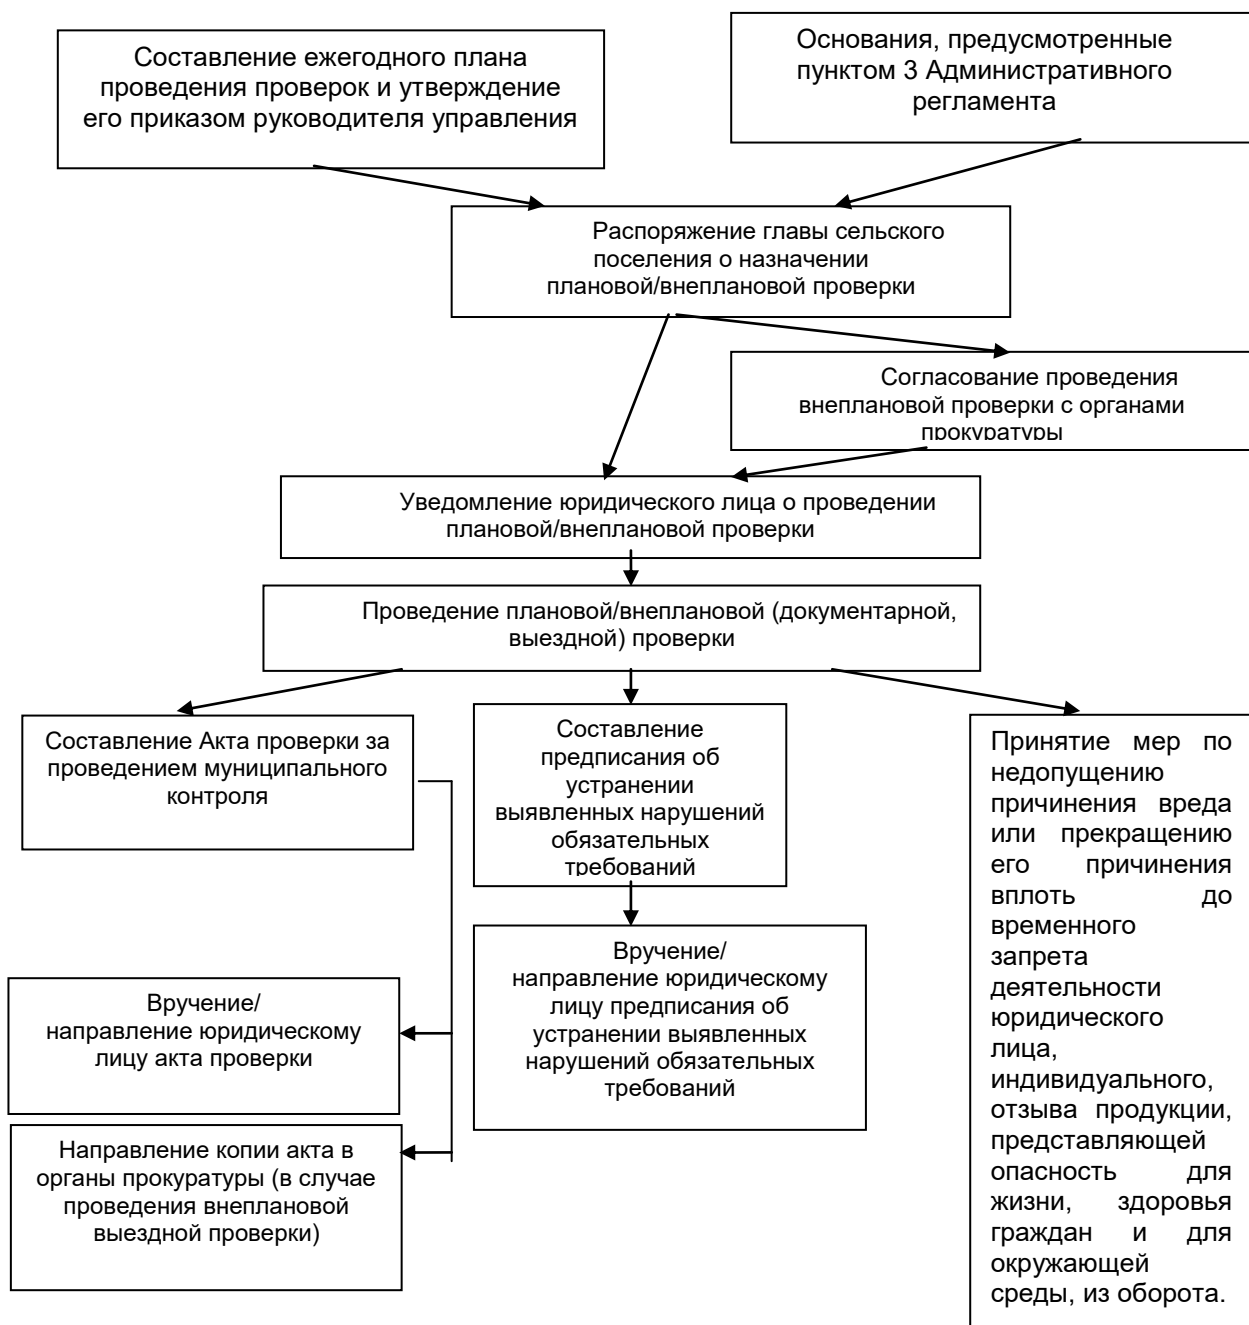 Составление ежегодного плана
проведения проверок и утверждение
его приказом руководителя управления
Основания, предусмотренные
пунктом 3 Административного
регламента
Распоряжение главы сельского
поселения о назначении
плановой/внеплановой проверки
Согласование проведения
внеплановой проверки с органами
прокуратуры
Уведомление юридического лица о проведении
плановой/внеплановой проверки
Проведение плановой/внеплановой (документарной,
выездной) проверки
Составление Акта проверки за
проведением муниципального
контроля
Составление
предписания об
устранении
выявленных нарушений
обязательных
требований
Принятие мер по
недопущению
причинения вреда
или прекращению
его причинения
вплоть до
временного
запрета
деятельности
юридического
лица,
индивидуального,
отзыва продукции,
представляющей
опасность для
жизни, здоровья
граждан и для
окружающей
среды, из оборота.
Вручение/
направление юридическому
лицу предписания об
устранении выявленных
нарушений обязательных
требований
Вручение/
направление юридическому
лицу акта проверки
Направление копии акта в
органы прокуратуры (в случае
проведения внеплановой
выездной проверки)